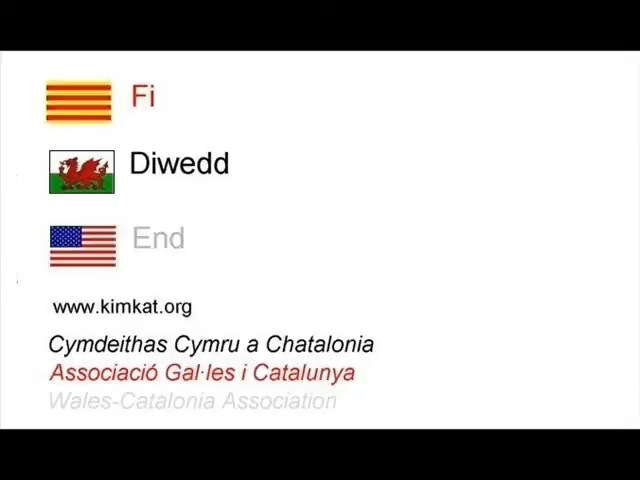 Fi
Diwedd
End
www.kimkat.org
Cymdeithas Cymru a Chatalonia
Associació Gal·les i Catalunya
Wales-Catalonia Association